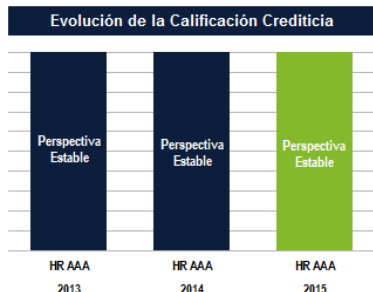 Evolución de la Calificación Crediticia
Perspectiva
Estable
Perspectiva
Estable
Perspectiva
Estable
HR AAA
HR AAA
HR AAA
2013
2014
2015